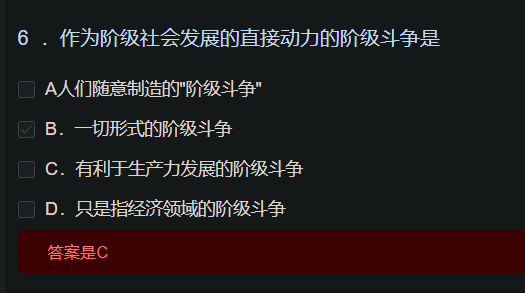 6 ．作为阶级社会发展的直接动力的阶级斗争是
A人们随意制造的"阶级斗争"
B．一切形式的阶级斗争
C．有利于生产力发展的阶级斗争
D．只是指经济领域的阶级斗争
答案是C